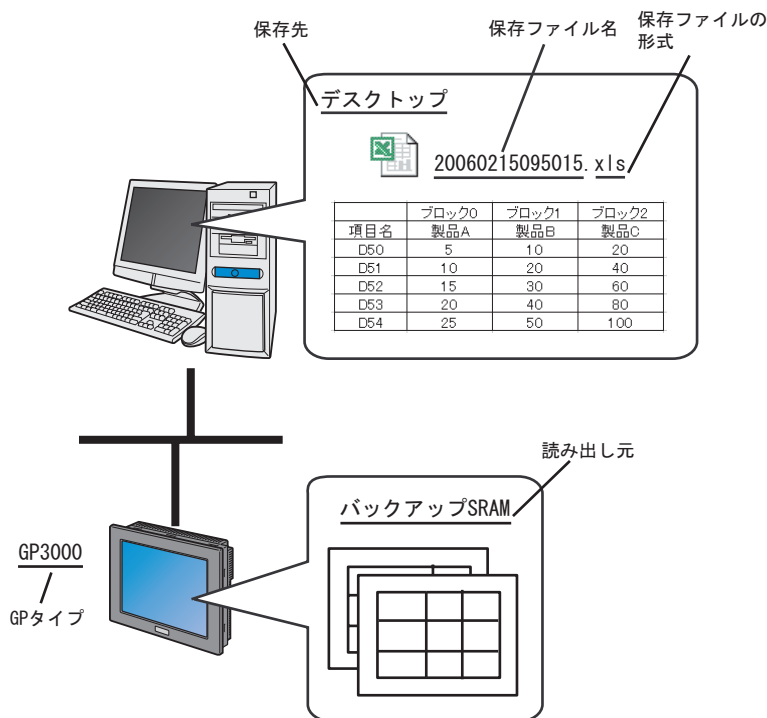 保存先
保存ファイル名
保存ファイルの
形式
デスクトップ
20060215095015.xls
ブロック0 ブロック1 ブロック2
項目名 製品A 製品B 製品C
D50 5 10 20
D51 10 20 40
D52 15 30 60
D53 20 40 80
D54 25 50 100
読み出し元
バックアップSRAM
GP3000
GPタイプ